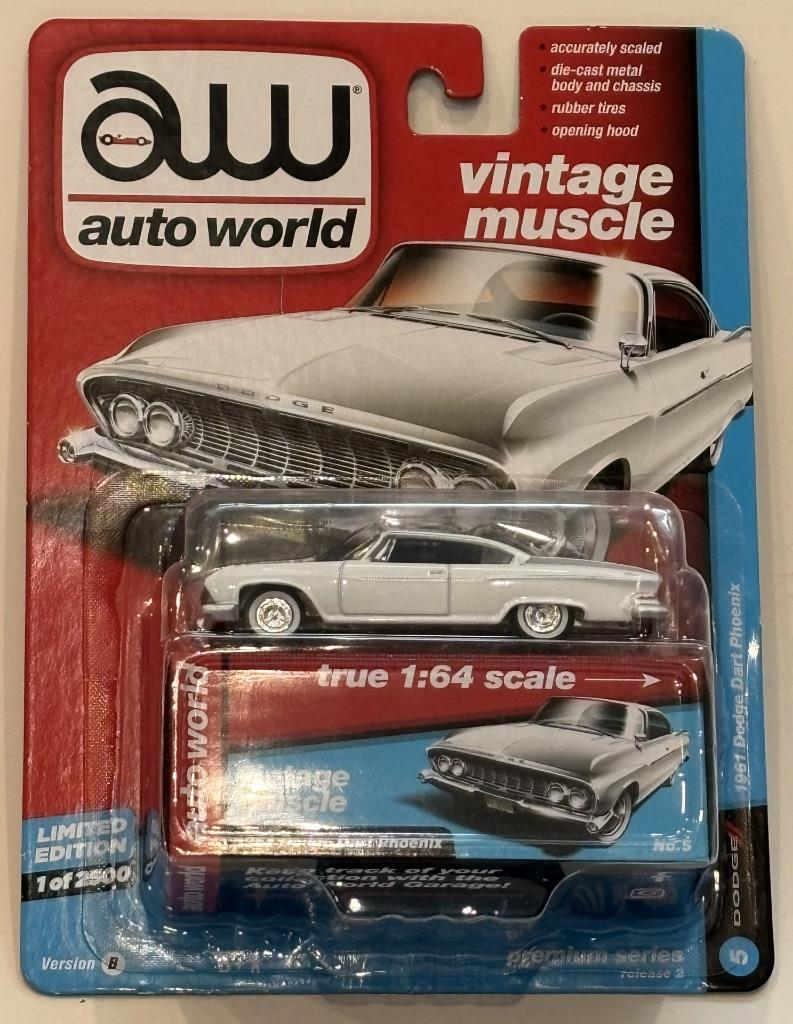 aw®
auto world
• accurately scaled
• die-cast metal
body and chassis
• rubber tires
• opening hood
vintage
muscle
DODGE
true 1:64 scale
auto world
vintage
muscle
Phoenix
No.5
1961 Dodge Dart Phoenix
LIMITED
EDITION
1 of 2500
auto world
Keep track of your
collection with the
Auto World Garage!
DODGE//
5
Version B
premium series
release 2